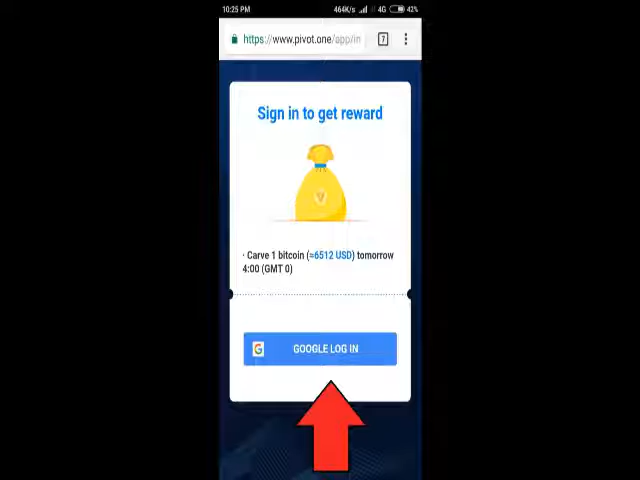 10:25 PM 464K/s 4G 42%
https://www.pivot.one/app/in 7
Sign in to get reward
· Carve 1 bitcoin (≈6512 USD) tomorrow
4:00 (GMT 0)
G GOOGLE LOG IN